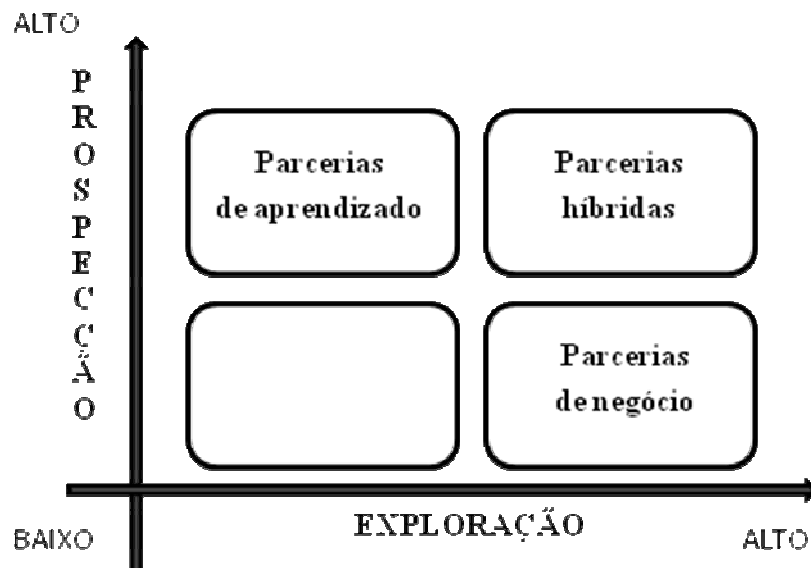 ALTO
PROSPECÇÃO
Parcerias
de aprendizado
Parcerias
híbridas
Parcerias
de negócio
BAIXO
EXPLORAÇÃO
ALTO